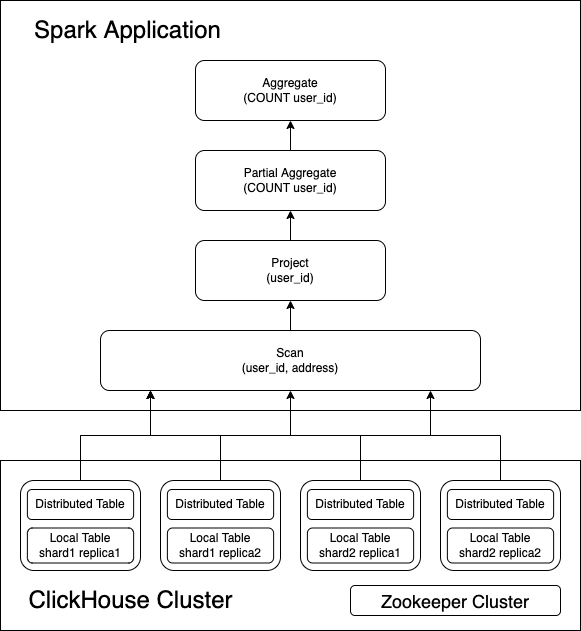 Spark Application
Aggregate
(COUNT user_id)
Partial Aggregate
(COUNT user_id)
Project
(user_id)
Scan
(user_id, address)
Distributed Table
Local Table
shard1 replica1
Distributed Table
Local Table
shard1 replica2
Distributed Table
Local Table
shard2 replica1
Distributed Table
Local Table
shard2 replica2
ClickHouse Cluster
Zookeeper Cluster